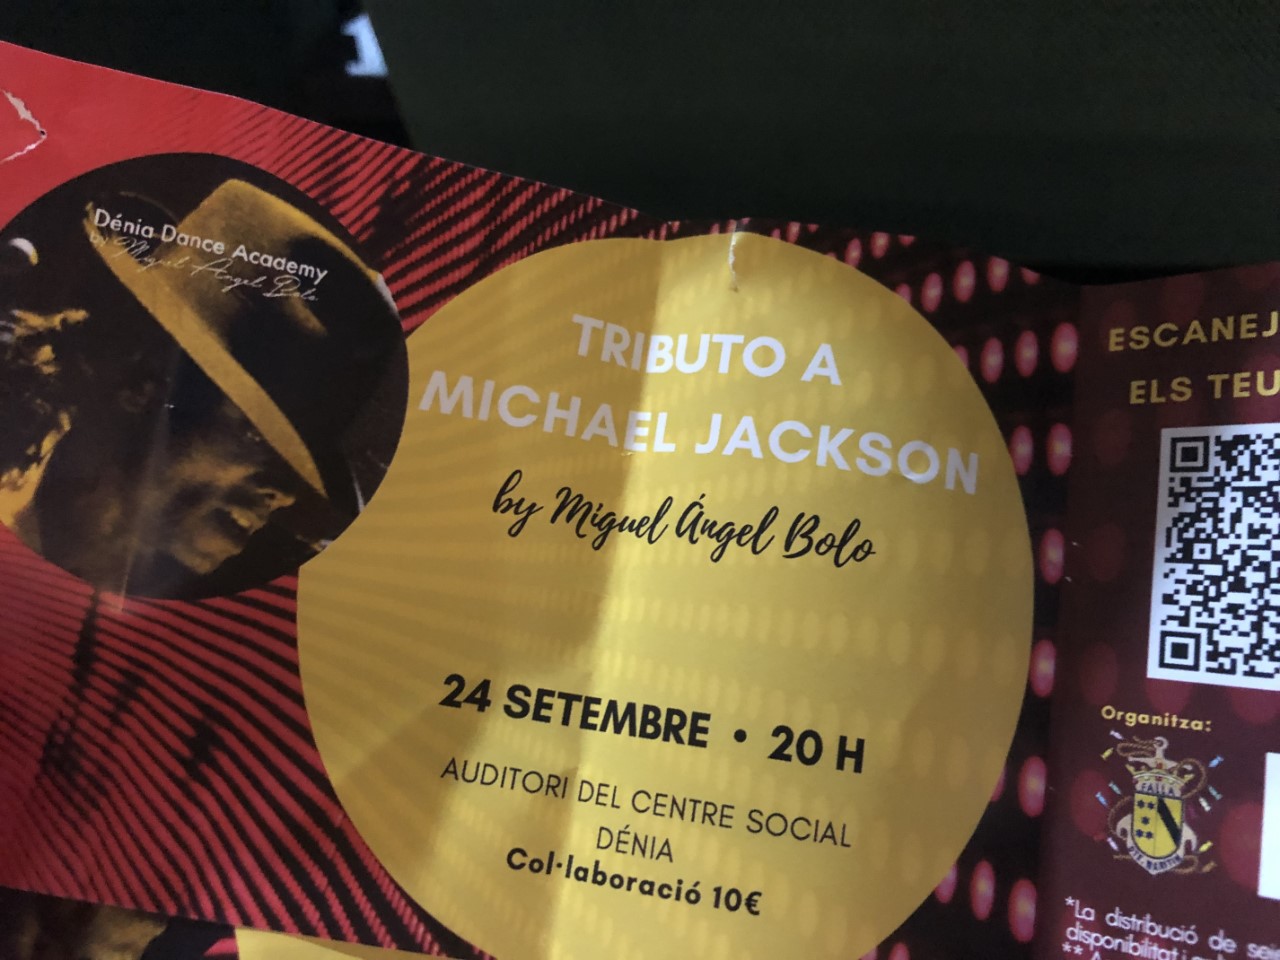 Dénia Dance Academy
by Miguel Ángel Bolo
TRIBUTO A
MICHAEL JACKSON
by Miguel Ángel Bolo
24 SETEMBRE • 20 H
AUDITORI DEL CENTRE SOCIAL
DÉNIA
Col·laboració 10€
ESCANEJ
ELS TEU
Organitza:
FALLA
*La distribució de
disponibilitat i
**